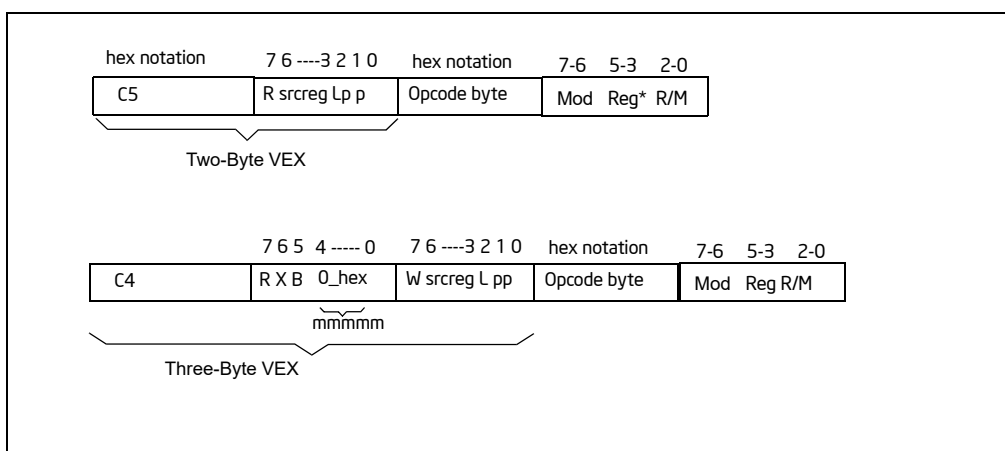 hex notation 7 6 ----3 2 1 0 hex notation 7-6 5-3 2-0
C5 R srcreg Lp p Opcode byte Mod Reg* R/M
Two-Byte VEX
7 6 5 4 ----- 0 7 6 ----3 2 1 0 hex notation 7-6 5-3 2-0
C4 R X B 0_hex W srcreg L pp Opcode byte Mod Reg R/M
mmmmm
Three-Byte VEX